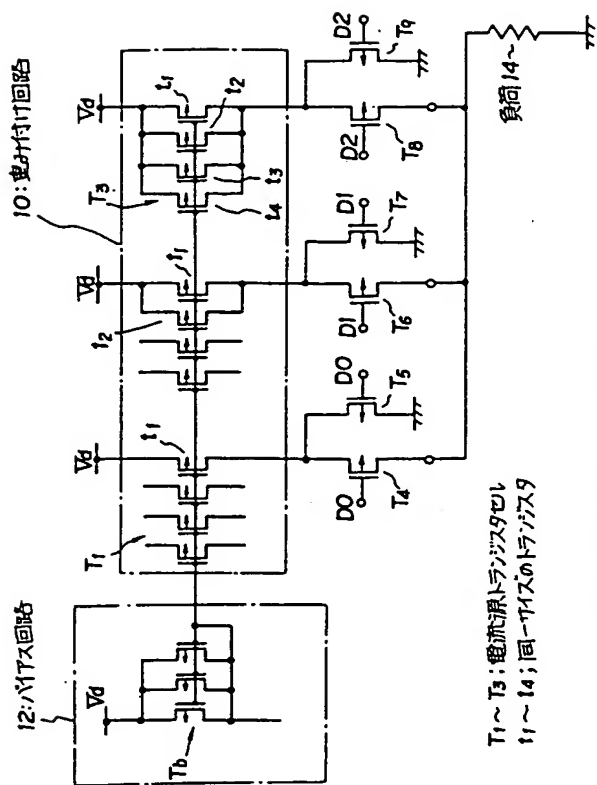 10:重み付け回路
12:バイアス回路
Vd
Tb
Vd
T1
t1
Vd
t2
t1
Vd
T3
t1
t2
t3
t4
D0
T4
D0
T5
D1
T6
D1
T7
D2
T8
D2
T9
負荷14~
T1~T3:電流源トランジスタセル
t1~t4;同一サイズのトランジスタ